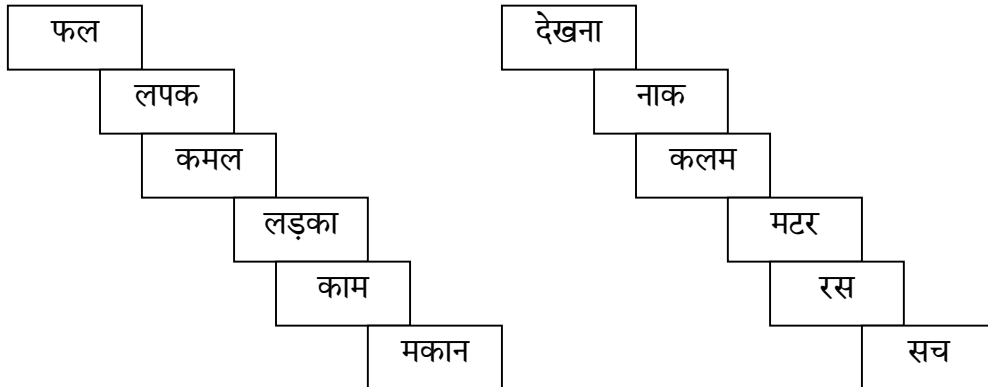 फल
लपक
कमल
लड़का
काम
मकान
देखना
नाक
कलम
मटर
रस
सच